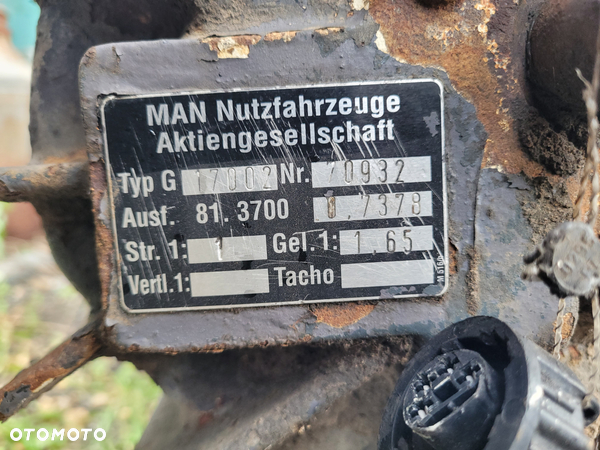 MAN Nutzfahrzeuge
Aktiengesellschaft
Typ G 17002 Nr. 70932
Ausf. 81.3700 0.7378
Str. 1: 1 Gel. 1: 1,65
Vertl. 1: Tacho
OTOMOTO